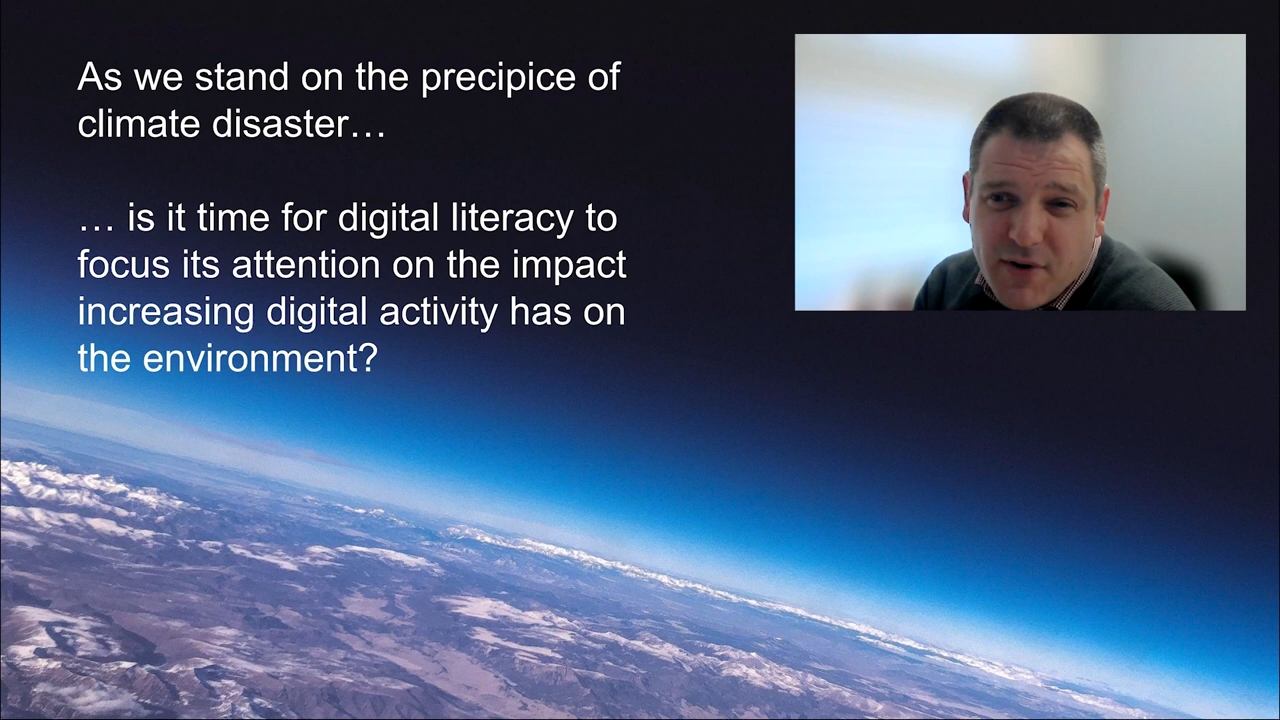 As we stand on the precipice of
climate disaster…
… is it time for digital literacy to
focus its attention on the impact
increasing digital activity has on
the environment?